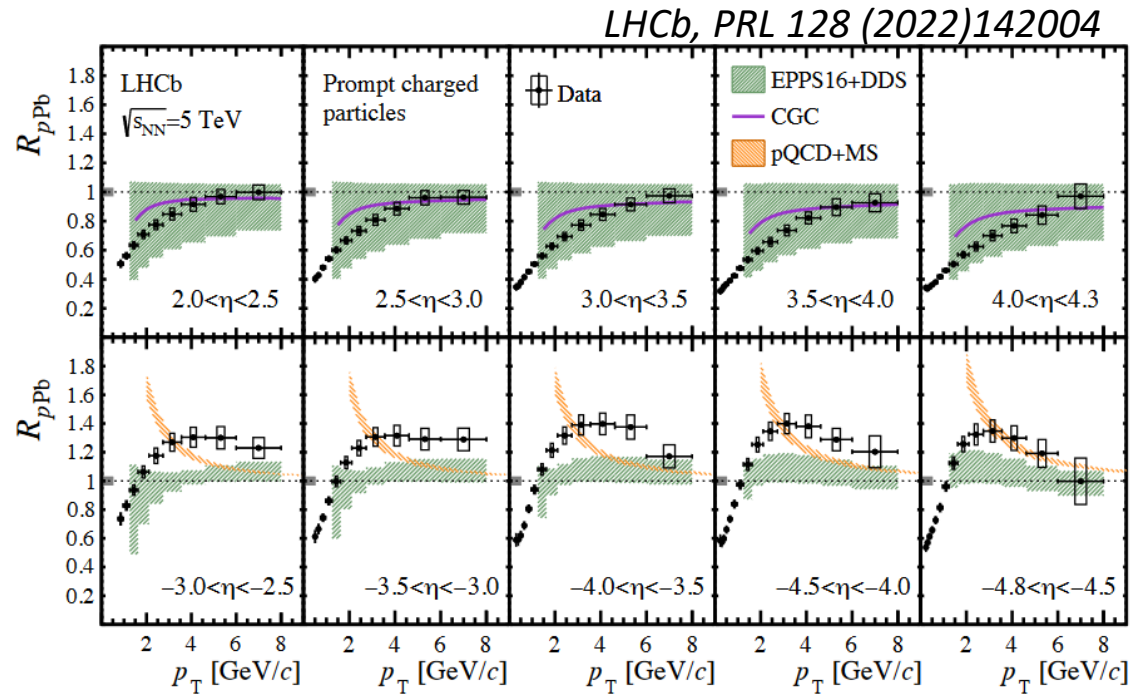 LHCb, PRL 128 (2022)142004
LHCb
√s_NN=5 TeV
Prompt charged
particles
Data
EPPS16+DDS
CGC
pQCD+MS
R_pPb
1.8
1.6
1.4
1.2
1
0.8
0.6
0.4
0.2
2.0<η<2.5
2.5<η<3.0
3.0<η<3.5
3.5<η<4.0
4.0<η<4.3
R_pPb
1.8
1.6
1.4
1.2
1
0.8
0.6
0.4
0.2
−3.0<η<−2.5
−3.5<η<−3.0
−4.0<η<−3.5
−4.5<η<−4.0
−4.8<η<−4.5
2 4 6 8
2 4 6 8
2 4 6 8
2 4 6 8
2 4 6 8
p_T [GeV/c]
p_T [GeV/c]
p_T [GeV/c]
p_T [GeV/c]
p_T [GeV/c]